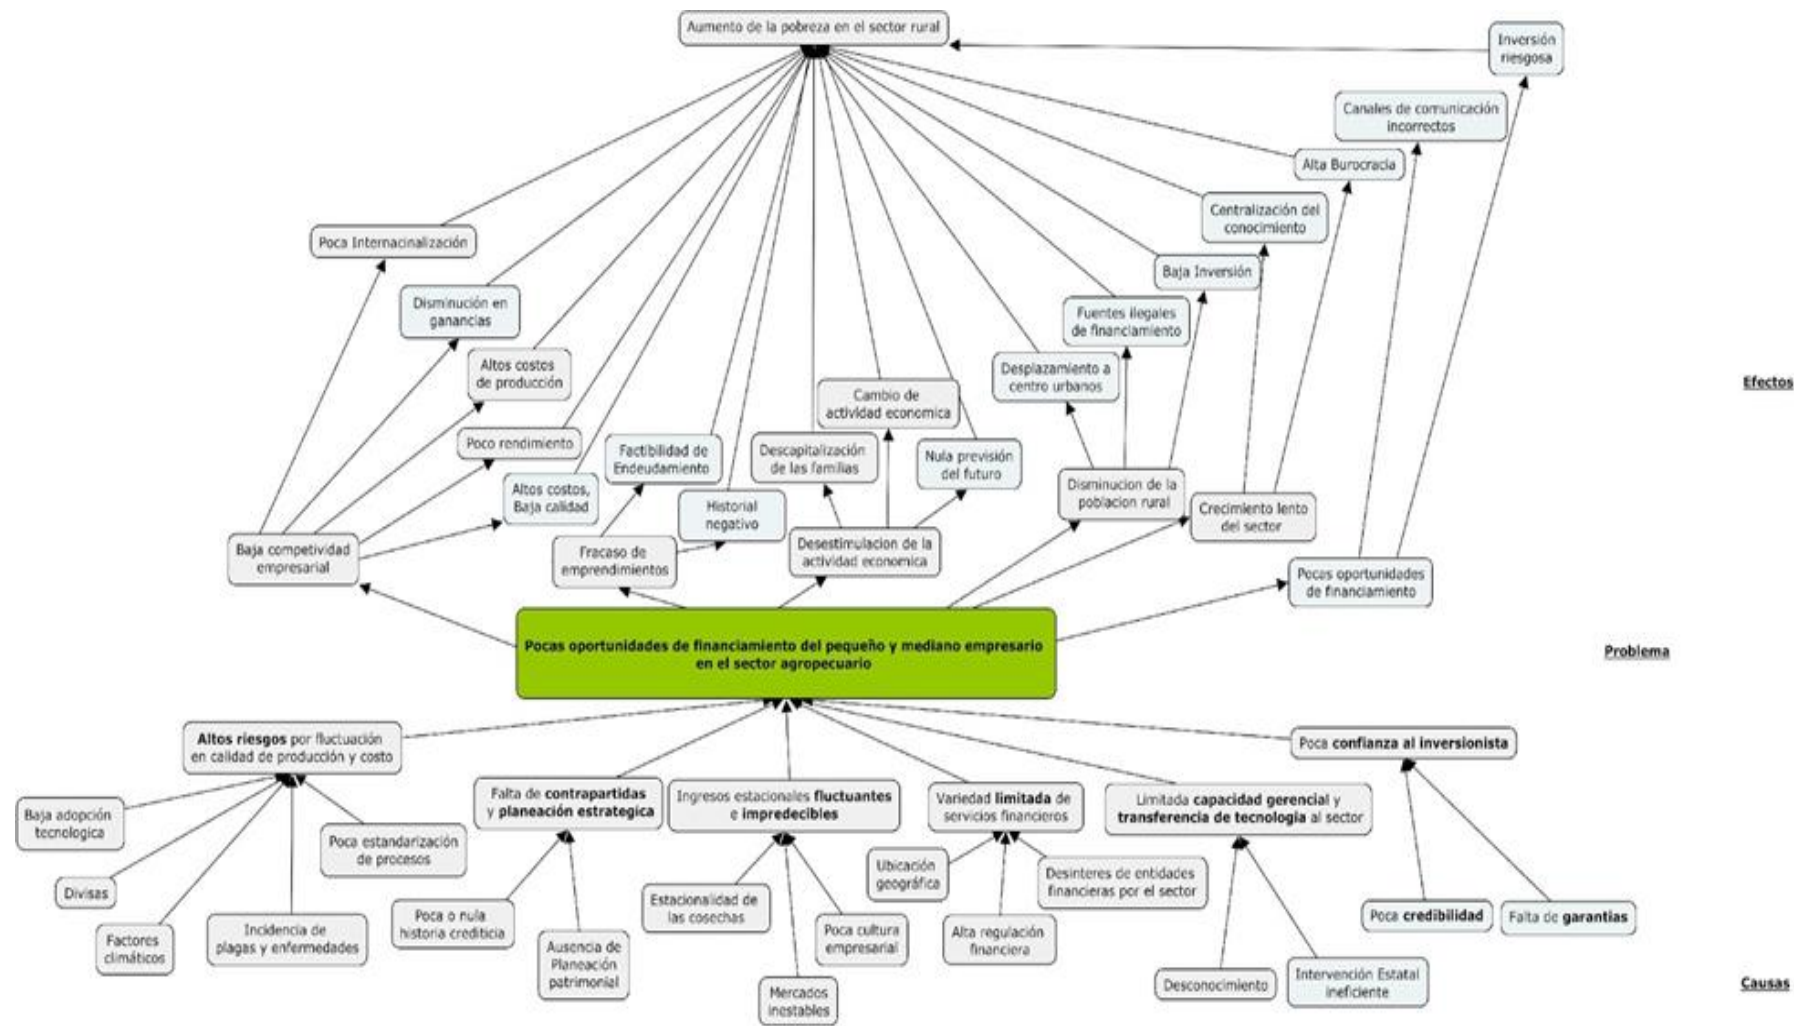 Aumento de la pobreza en el sector rural
Inversión
riesgosa
Canales de comunicación
incorrectos
Alta Burocracia
Centralización del
conocimiento
Poca Internacinalización
Baja Inversión
Disminución en
ganancias
Fuentes ilegales
de financiamiento
Altos costos
de producción
Desplazamiento a
centro urbanos
Efectos
Cambio de
actividad economica
Poco rendimiento
Factibilidad de
Endeudamiento
Descapitalización
de las familias
Nula previsión
del futuro
Altos costos,
Baja calidad
Historial
negativo
Disminucion de la
poblacion rural
Crecimiento lento
del sector
Baja competividad
empresarial
Fracaso de
emprendimientos
Desestimulacion de la
actividad economica
Pocas oportunidades
de financiamiento
Pocas oportunidades de financiamiento del pequeño y mediano empresario
en el sector agropecuario
Problema
Altos riesgos por fluctuación
en calidad de producción y costo
Poca confianza al inversionista
Falta de contrapartidas
y planeación estrategica
Ingresos estacionales fluctuantes
e impredecibles
Variedad limitada de
servicios financieros
Limitada capacidad gerencial y
transferencia de tecnologia al sector
Baja adopción
tecnologica
Poca estandarización
de procesos
Divisas
Factores
climáticos
Incidencia de
plagas y enfermedades
Poca o nula
historia crediticia
Ausencia de
Planeación
patrimonial
Estacionalidad de
las cosechas
Poca cultura
empresarial
Mercados
inestables
Ubicación
geográfica
Desinteres de entidades
financieras por el sector
Alta regulación
financiera
Desconocimiento
Intervención Estatal
ineficiente
Poca credibilidad
Falta de garantias
Causas